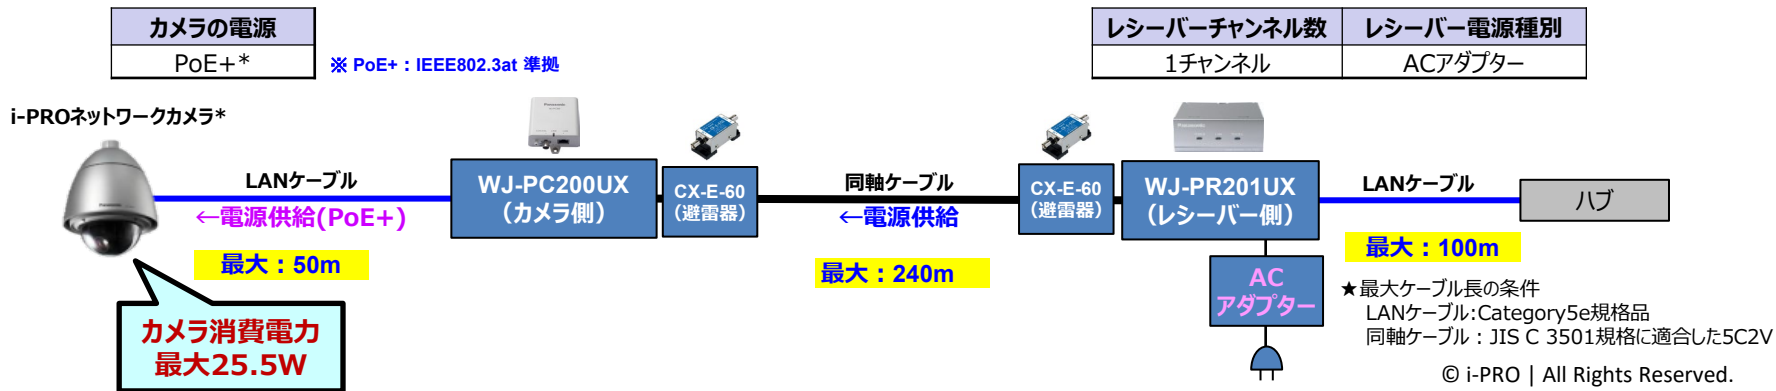 カメラの電源
PoE+*
※ PoE+：IEEE802.3at 準拠
レシーバーチャンネル数 レシーバー電源種別
1チャンネル ACアダプター
i-PROネットワークカメラ*
LANケーブル
←電源供給(PoE+)
最大：50m
カメラ消費電力
最大25.5W
WJ-PC200UX
（カメラ側）
CX-E-60
（避雷器）
同軸ケーブル
←電源供給
最大：240m
CX-E-60
（避雷器）
WJ-PR201UX
（レシーバー側）
AC
アダプター
LANケーブル
最大：100m
ハブ
★最大ケーブル長の条件
LANケーブル:Category5e規格品
同軸ケーブル：JIS C 3501規格に適合した5C2V
© i-PRO | All Rights Reserved.